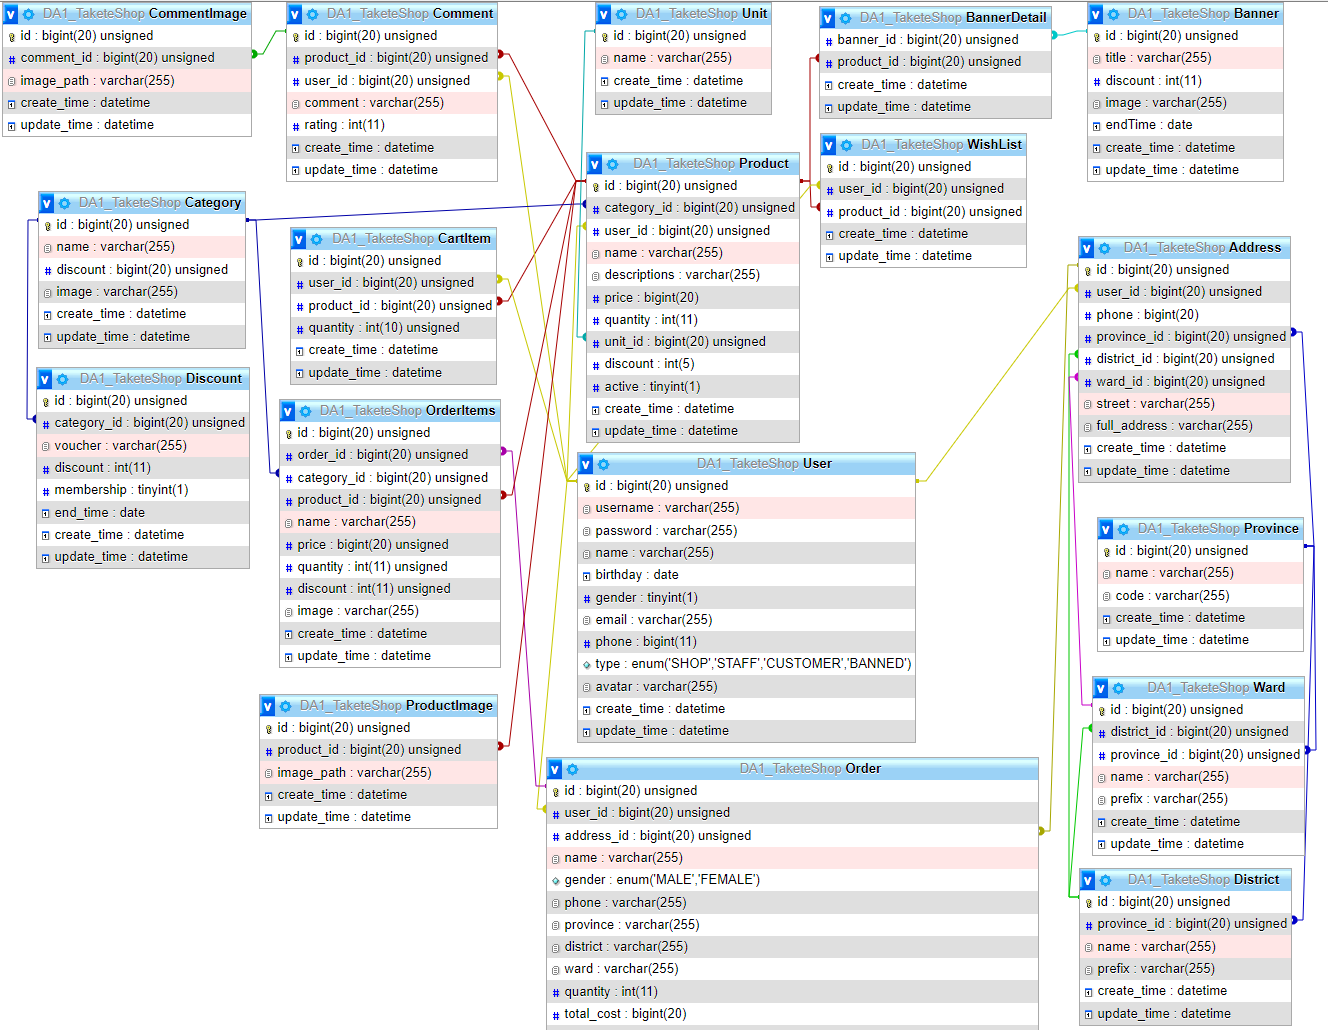 DA1_TaketeShop CommentImage
id : bigint(20) unsigned
comment_id : bigint(20) unsigned
image_path : varchar(255)
create_time : datetime
update_time : datetime
DA1_TaketeShop Comment
id : bigint(20) unsigned
product_id : bigint(20) unsigned
user_id : bigint(20) unsigned
comment : varchar(255)
rating : int(11)
create_time : datetime
update_time : datetime
DA1_TaketeShop Unit
id : bigint(20) unsigned
name : varchar(255)
create_time : datetime
update_time : datetime
DA1_TaketeShop BannerDetail
banner_id : bigint(20) unsigned
product_id : bigint(20) unsigned
create_time : datetime
update_time : datetime
DA1_TaketeShop Banner
id : bigint(20) unsigned
title : varchar(255)
discount : int(11)
image : varchar(255)
endTime : date
create_time : datetime
update_time : datetime
DA1_TaketeShop WishList
id : bigint(20) unsigned
user_id : bigint(20) unsigned
product_id : bigint(20) unsigned
create_time : datetime
update_time : datetime
DA1_TaketeShop Product
id : bigint(20) unsigned
category_id : bigint(20) unsigned
user_id : bigint(20) unsigned
name : varchar(255)
descriptions : varchar(255)
price : bigint(20)
quantity : int(11)
unit_id : bigint(20) unsigned
discount : int(5)
active : tinyint(1)
create_time : datetime
update_time : datetime
DA1_TaketeShop Category
id : bigint(20) unsigned
name : varchar(255)
discount : bigint(20) unsigned
image : varchar(255)
create_time : datetime
update_time : datetime
DA1_TaketeShop CartItem
id : bigint(20) unsigned
user_id : bigint(20) unsigned
product_id : bigint(20) unsigned
quantity : int(10) unsigned
create_time : datetime
update_time : datetime
DA1_TaketeShop Address
id : bigint(20) unsigned
user_id : bigint(20) unsigned
phone : bigint(20)
province_id : bigint(20) unsigned
district_id : bigint(20) unsigned
ward_id : bigint(20) unsigned
street : varchar(255)
full_address : varchar(255)
create_time : datetime
update_time : datetime
DA1_TaketeShop Discount
id : bigint(20) unsigned
category_id : bigint(20) unsigned
voucher : varchar(255)
discount : int(11)
membership : tinyint(1)
end_time : date
create_time : datetime
update_time : datetime
DA1_TaketeShop OrderItems
id : bigint(20) unsigned
order_id : bigint(20) unsigned
category_id : bigint(20) unsigned
product_id : bigint(20) unsigned
name : varchar(255)
price : bigint(20) unsigned
quantity : int(11) unsigned
discount : int(11) unsigned
image : varchar(255)
create_time : datetime
update_time : datetime
DA1_TaketeShop User
id : bigint(20) unsigned
username : varchar(255)
password : varchar(255)
name : varchar(255)
birthday : date
gender : tinyint(1)
email : varchar(255)
phone : bigint(11)
type : enum('SHOP','STAFF','CUSTOMER','BANNED')
avatar : varchar(255)
create_time : datetime
update_time : datetime
DA1_TaketeShop Province
id : bigint(20) unsigned
name : varchar(255)
code : varchar(255)
create_time : datetime
update_time : datetime
DA1_TaketeShop Ward
id : bigint(20) unsigned
district_id : bigint(20) unsigned
province_id : bigint(20) unsigned
name : varchar(255)
prefix : varchar(255)
create_time : datetime
update_time : datetime
DA1_TaketeShop ProductImage
id : bigint(20) unsigned
product_id : bigint(20) unsigned
image_path : varchar(255)
create_time : datetime
update_time : datetime
DA1_TaketeShop Order
id : bigint(20) unsigned
user_id : bigint(20) unsigned
address_id : bigint(20) unsigned
name : varchar(255)
gender : enum('MALE','FEMALE')
phone : varchar(255)
province : varchar(255)
district : varchar(255)
ward : varchar(255)
quantity : int(11)
total_cost : bigint(20)
DA1_TaketeShop District
id : bigint(20) unsigned
province_id : bigint(20) unsigned
name : varchar(255)
prefix : varchar(255)
create_time : datetime
update_time : datetime